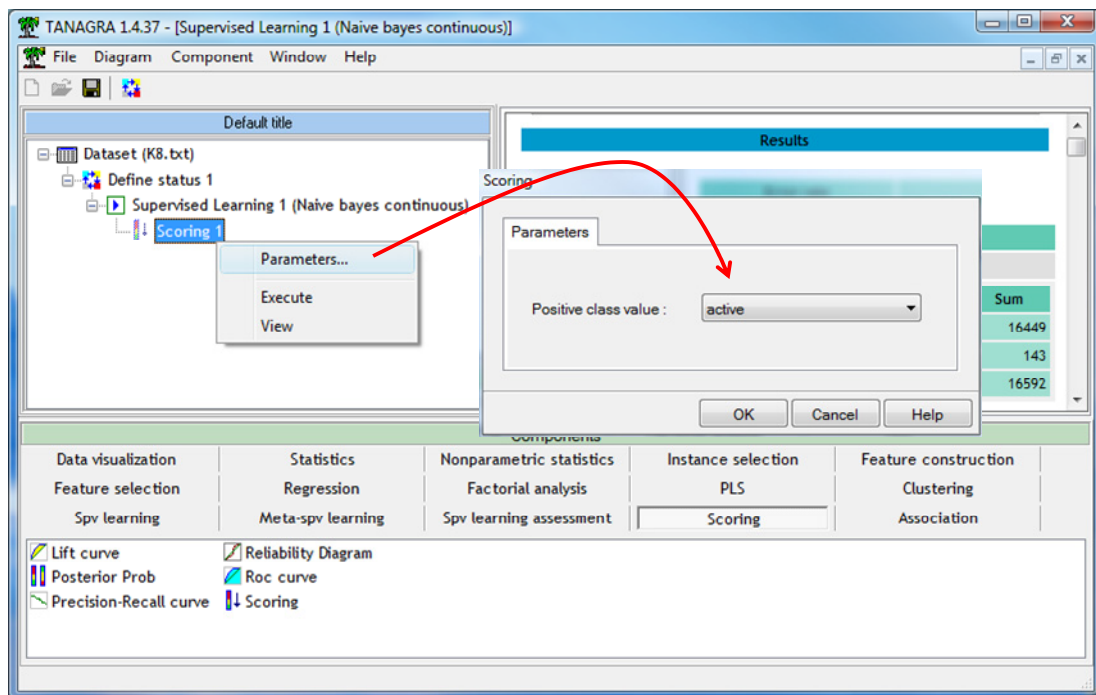 TANAGRA 1.4.37 - [Supervised Learning 1 (Naive bayes continuous)]
File Diagram Component Window Help
Default title
Dataset (K8.txt)
Define status 1
Supervised Learning 1 (Naive bayes continuous)
Scoring 1
Parameters...
Execute
View
Results
Scoring
Parameters
Positive class value : active
OK Cancel Help
Sum
16449
143
16592
Components
Data visualization Statistics Nonparametric statistics Instance selection Feature construction
Feature selection Regression Factorial analysis PLS Clustering
Spv learning Meta-spv learning Spv learning assessment Scoring Association
Lift curve Reliability Diagram
Posterior Prob Roc curve
Precision-Recall curve Scoring